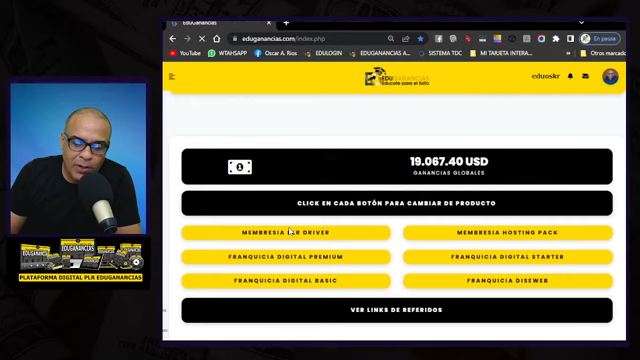 EduGanancias
eduganancias.com/index.php
En pausa
YouTube
WTAHSAPP
Oscar A. Rios
EDULOGIN
EDUGANANCIAS A...
SISTEMA TDC
MI TARJETA INTERA...
Otros marcado
EDUGANANCIAS
Educate para el Exito
eduoskr
19.067.40 USD
GANANCIAS GLOBALES
CLICK EN CADA BOTÓN PARA CAMBIAR DE PRODUCTO
MEMBRESIA PLR DRIVER
MEMBRESIA HOSTING PACK
FRANQUICIA DIGITAL PREMIUM
FRANQUICIA DIGITAL STARTER
FRANQUICIA DIGITAL BASIC
FRANQUICIA DISEWEB
VER LINKS DE REFERIDOS
EDUGANANCIAS
PLATAFORMA DIGITAL PLR EDUGANANCIAS